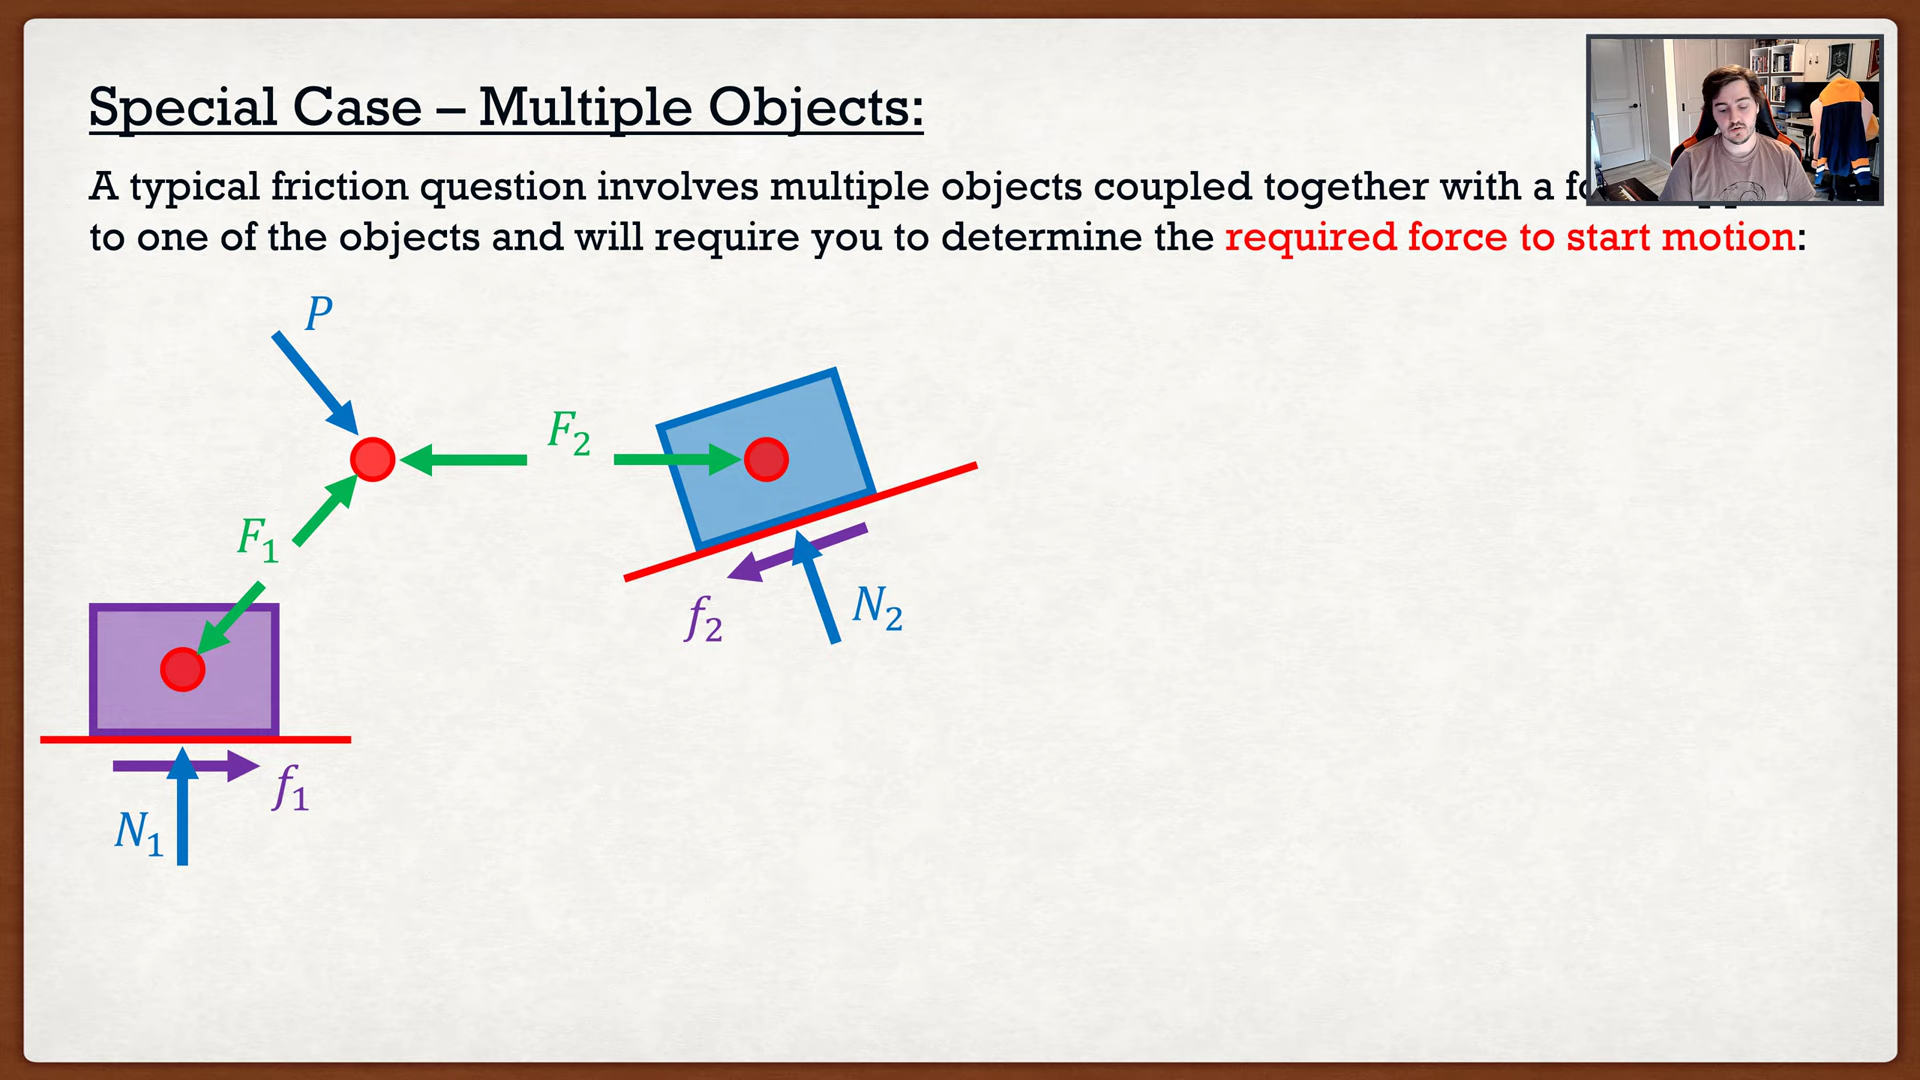 Special Case – Multiple Objects:
A typical friction question involves multiple objects coupled together with a
to one of the objects and will require you to determine the required force to start motion:
P
F₂
F₁
f₂
N₂
f₁
N₁